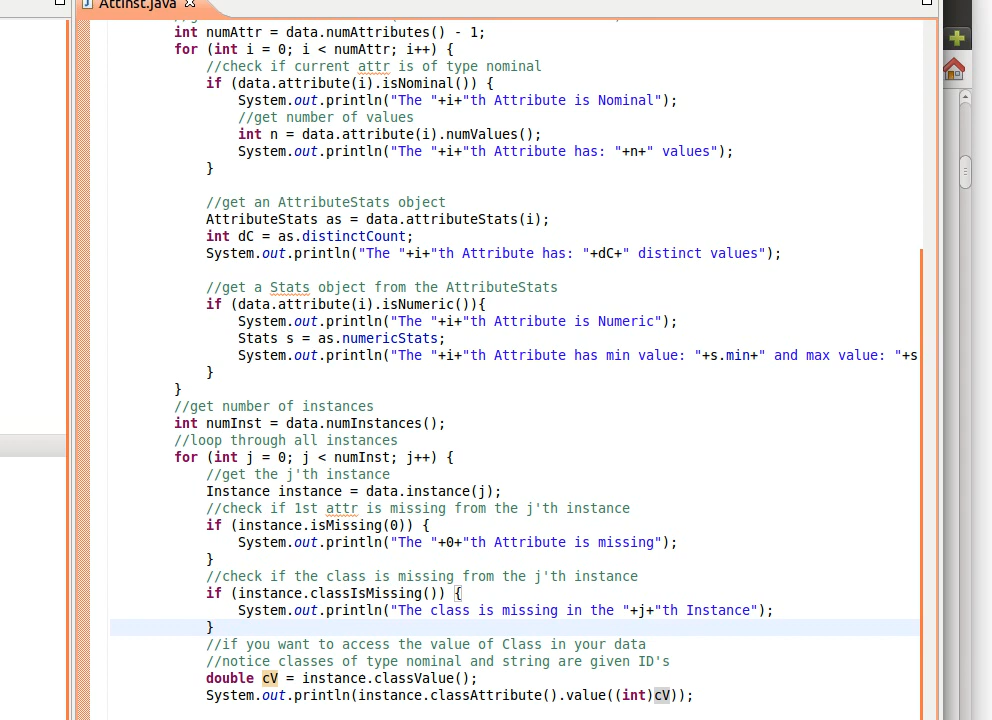 AttInst.java
int numAttr = data.numAttributes() - 1;
for (int i = 0; i < numAttr; i++) {
//check if current attr is of type nominal
if (data.attribute(i).isNominal()) {
System.out.println("The "+i+"th Attribute is Nominal");
//get number of values
int n = data.attribute(i).numValues();
System.out.println("The "+i+"th Attribute has: "+n+" values");
}
//get an AttributeStats object
AttributeStats as = data.attributeStats(i);
int dC = as.distinctCount;
System.out.println("The "+i+"th Attribute has: "+dC+" distinct values");
//get a Stats object from the AttributeStats
if (data.attribute(i).isNumeric()){
System.out.println("The "+i+"th Attribute is Numeric");
Stats s = as.numericStats;
System.out.println("The "+i+"th Attribute has min value: "+s.min+" and max value: "+s
}
}
//get number of instances
int numInst = data.numInstances();
//loop through all instances
for (int j = 0; j < numInst; j++) {
//get the j'th instance
Instance instance = data.instance(j);
//check if 1st attr is missing from the j'th instance
if (instance.isMissing(0)) {
System.out.println("The "+0+"th Attribute is missing");
}
//check if the class is missing from the j'th instance
if (instance.classIsMissing()) {
System.out.println("The class is missing in the "+j+"th Instance");
}
//if you want to access the value of Class in your data
//notice classes of type nominal and string are given ID's
double cV = instance.classValue();
System.out.println(instance.classAttribute().value((int)cV));